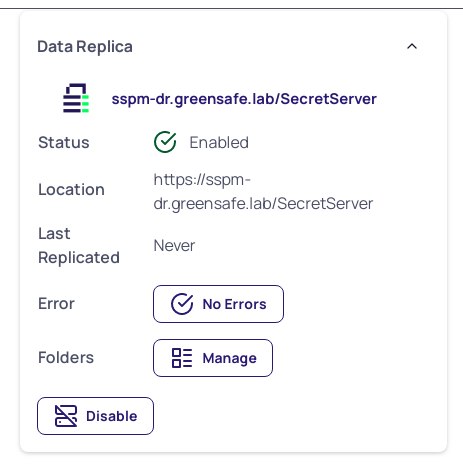 Data Replica
sspm-dr.greensafe.lab/SecretServer
Status Enabled
Location https://sspm-
dr.greensafe.lab/SecretServer
Last
Replicated Never
Error No Errors
Folders Manage
Disable